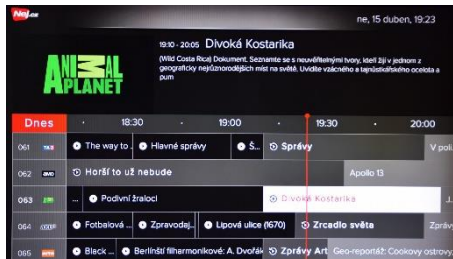 Nej.cz
ne, 15 duben, 19:23
19:10 - 20:05 Divoká Kostarika
ANIMAL
PLANET
(Wild Costa Rica) Dokument. Seznamte se s neuvěřitelnými tvory, kteří žijí v jednom z
geograficky nejrůznorodějších míst na světě. Uvidíte vzácného a tajnůstkářského ocelota a
pum
Dnes 18:30 19:00 19:30 20:00
061 The way to . Hlavné správy Š... Správy V poli
062 AMC Horší to už nebude Apollo 13
063 ... Podivní žraloci Divoká Kostarika J.
064 Fotbalová ... Zpravodaj. Lipová ulice (1670) Zrcadlo světa Zpráv
065 Black ... Berlínští filharmonikové: A. Dvořák Zprávy Art Geo-reportáž: Cookovy ostrovy,